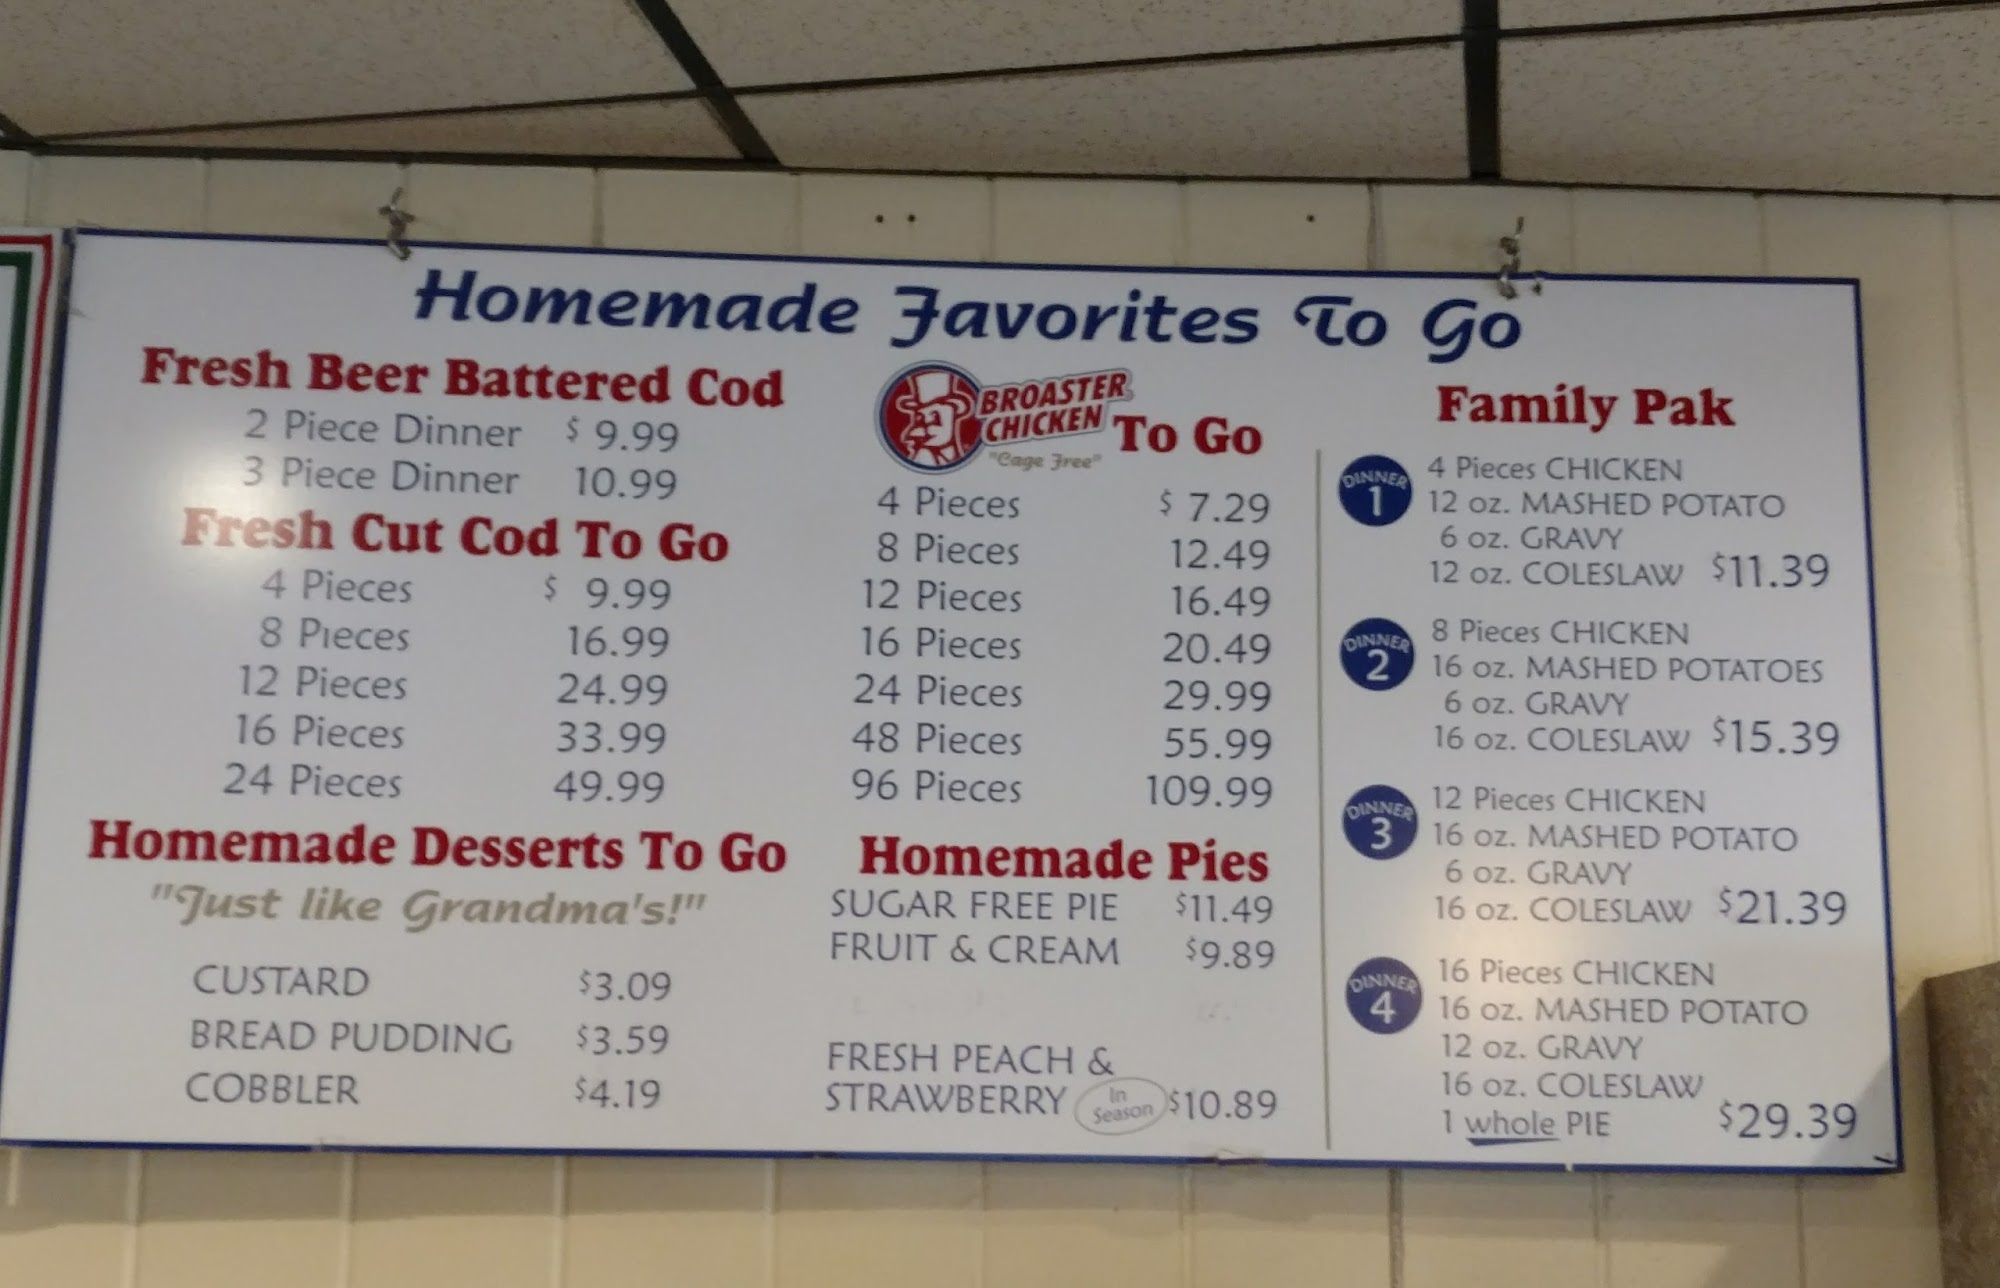 Homemade Favorites To Go
Fresh Beer Battered Cod
2 Piece Dinner $ 9.99
3 Piece Dinner 10.99
Fresh Cut Cod To Go
4 Pieces $ 9.99
8 Pieces 16.99
12 Pieces 24.99
16 Pieces 33.99
24 Pieces 49.99
Homemade Desserts To Go
"Just like Grandma's!"
CUSTARD $3.09
BREAD PUDDING $3.59
COBBLER $4.19
BROASTER
CHICKEN To Go
"Cage Free"
4 Pieces $ 7.29
8 Pieces 12.49
12 Pieces 16.49
16 Pieces 20.49
24 Pieces 29.99
48 Pieces 55.99
96 Pieces 109.99
Homemade Pies
SUGAR FREE PIE $11.49
FRUIT & CREAM $9.89
FRESH PEACH &
STRAWBERRY In Season $10.89
Family Pak
DINNER 1
4 Pieces CHICKEN
12 oz. MASHED POTATO
6 oz. GRAVY
12 oz. COLESLAW $11.39
DINNER 2
8 Pieces CHICKEN
16 oz. MASHED POTATOES
6 oz. GRAVY
16 oz. COLESLAW $15.39
DINNER 3
12 Pieces CHICKEN
16 oz. MASHED POTATO
6 oz. GRAVY
16 oz. COLESLAW $21.39
DINNER 4
16 Pieces CHICKEN
16 oz. MASHED POTATO
12 oz. GRAVY
16 oz. COLESLAW
1 whole PIE $29.39